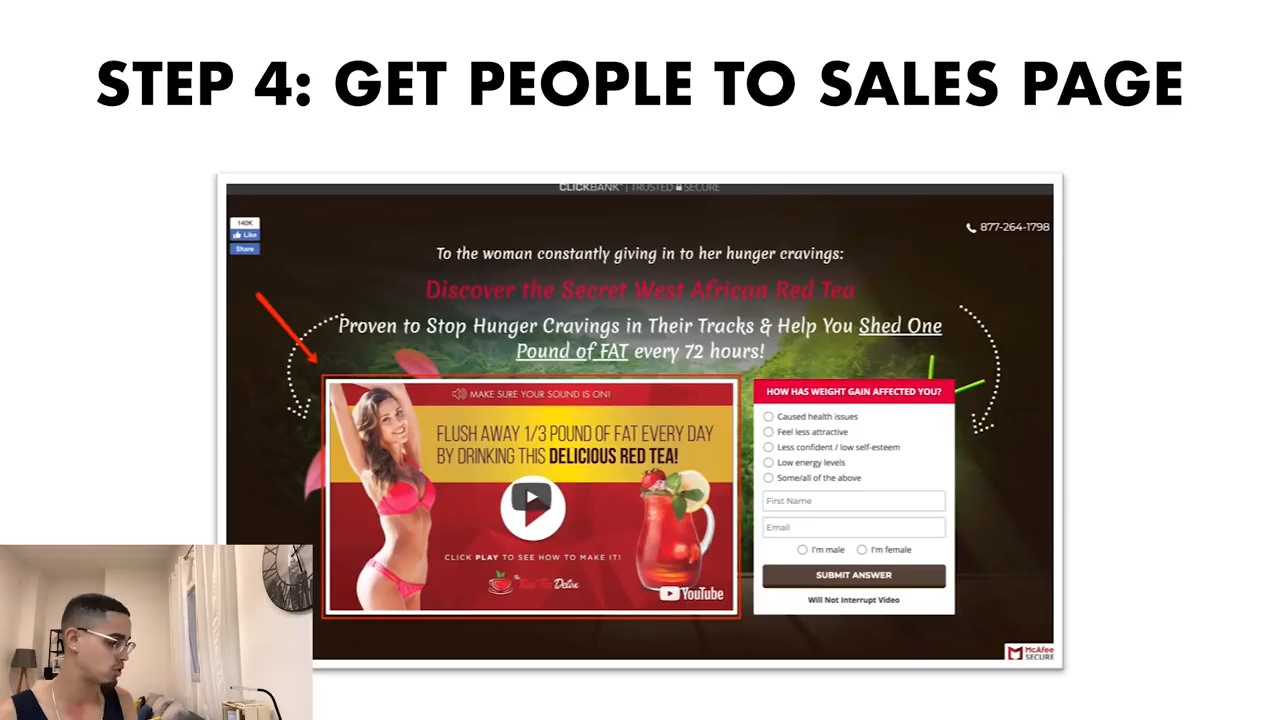 STEP 4: GET PEOPLE TO SALES PAGE
CLICKBANK | TRUSTED SECURE
140K
Like
Share
877-264-1798
To the woman constantly giving in to her hunger cravings:
Discover the Secret West African Red Tea
Proven to Stop Hunger Cravings in Their Tracks & Help You Shed One
Pound of FAT every 72 hours!
MAKE SURE YOUR SOUND IS ON!
FLUSH AWAY 1/3 POUND OF FAT EVERY DAY
BY DRINKING THIS DELICIOUS RED TEA!
CLICK PLAY TO SEE HOW TO MAKE IT!
The Red Tea Detox
YouTube
HOW HAS WEIGHT GAIN AFFECTED YOU?
Caused health issues
Feel less attractive
Less confident / low self-esteem
Low energy levels
Some/all of the above
First Name
Email
I'm male
I'm female
SUBMIT ANSWER
Will Not Interrupt Video
McAfee
SECURE